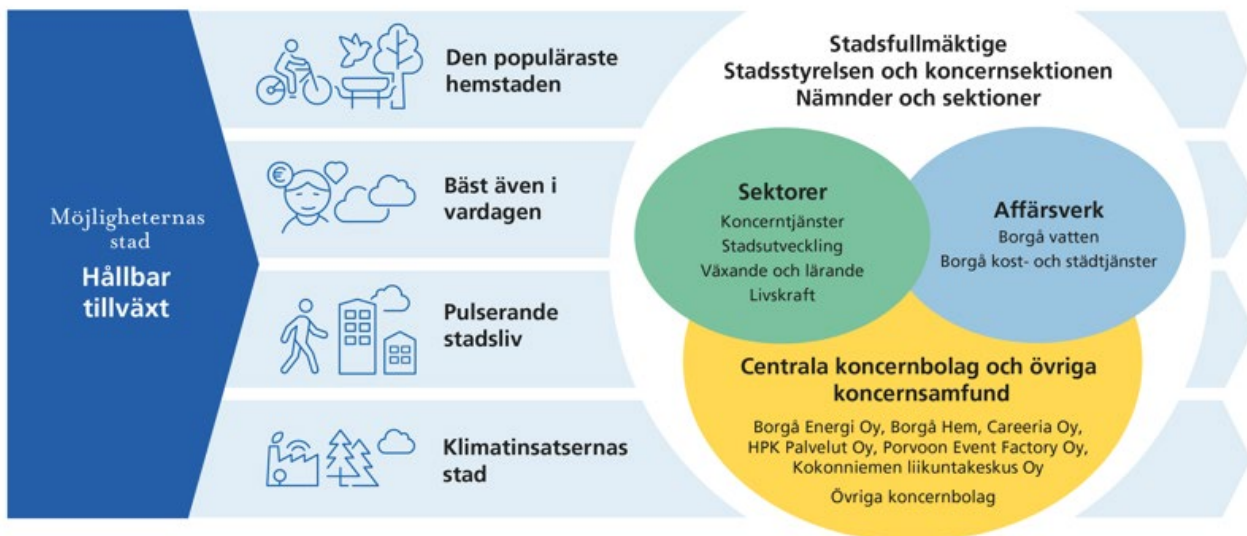 Möjligheternas
stad
Hållbar
tillväxt
Den populäraste
hemstaden
Bäst även i
vardagen
Pulserande
stadsliv
Klimatinsatsernas
stad
Stadsfullmäktige
Stadsstyrelsen och koncernsektionen
Nämnder och sektioner
Sektorer
Koncerntjänster
Stadsutveckling
Växande och lärande
Livskraft
Affärsverk
Borgå vatten
Borgå kost- och städtjänster
Centrala koncernbolag och övriga
koncernsamfund
Borgå Energi Oy, Borgå Hem, Careeria Oy,
HPK Palvelut Oy, Porvoon Event Factory Oy,
Kokonniemen liikuntakeskus Oy
Övriga koncernbolag